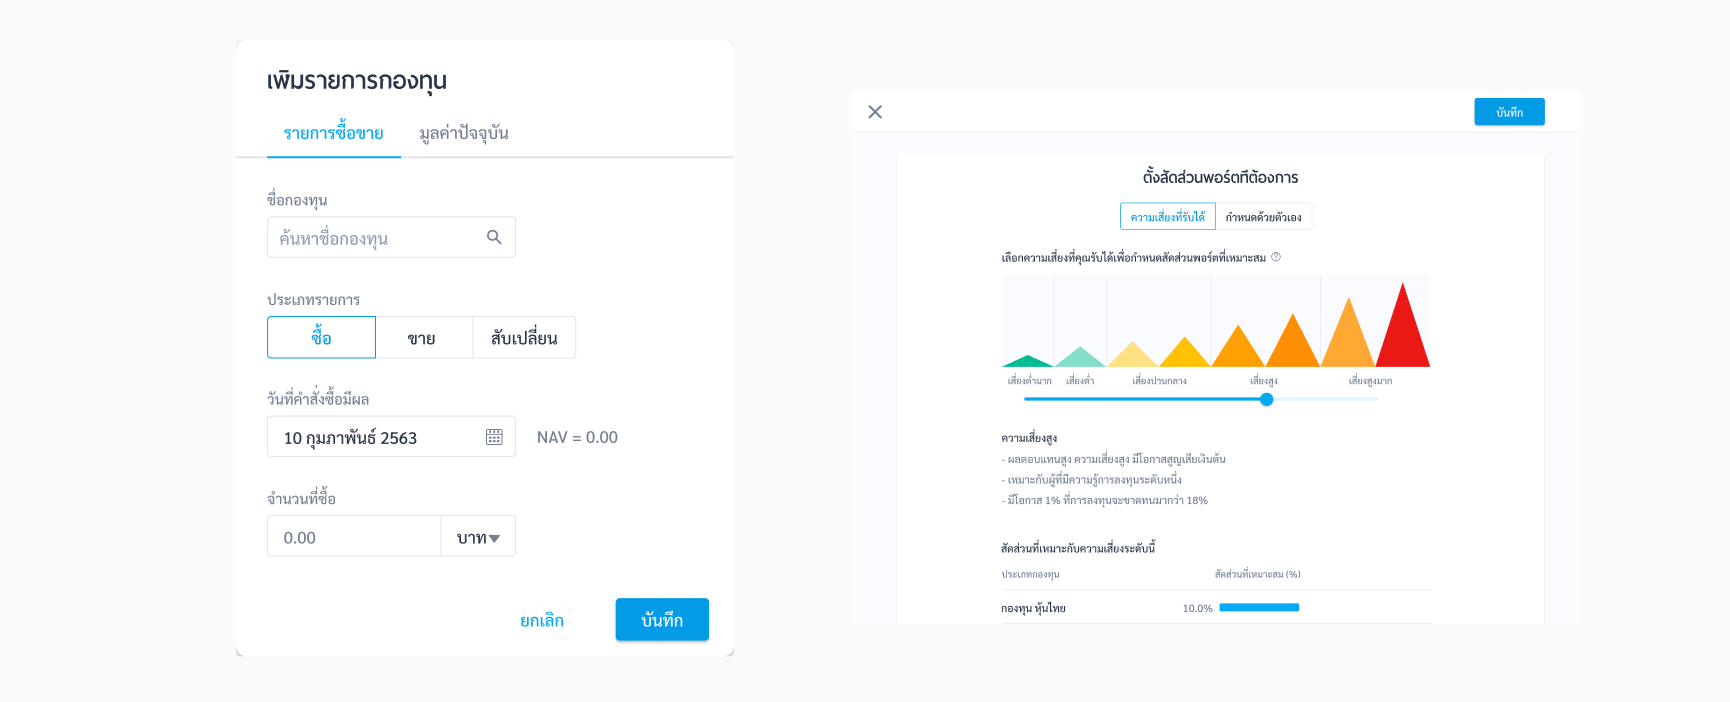 เพิ่มรายการกองทุน
รายการซื้อขาย มูลค่าปัจจุบัน
ชื่อกองทุน
ค้นหาชื่อกองทุน
ประเภทรายการ
ซื้อ ขาย สับเปลี่ยน
วันที่คำสั่งซื้อมีผล
10 กุมภาพันธ์ 2563 NAV = 0.00
จำนวนที่ซื้อ
0.00 บาท
ยกเลิก บันทึก
บันทึก
ตั้งสัดส่วนพอร์ตที่ต้องการ
ความเสี่ยงที่รับได้ กำหนดด้วยตัวเอง
เลือกความเสี่ยงที่คุณรับได้เพื่อกำหนดสัดส่วนพอร์ตที่เหมาะสม
เสี่ยงต่ำมาก เสี่ยงต่ำ เสี่ยงปานกลาง เสี่ยงสูง เสี่ยงสูงมาก
ความเสี่ยงสูง
- ผลตอบแทนสูง ความเสี่ยงสูง มีโอกาสสูญเสียเงินต้น
- เหมาะกับผู้ที่มีความรู้การลงทุนระดับหนึ่ง
- มีโอกาส 1% ที่การลงทุนจะขาดทนมากว่า 18%
สัดส่วนที่เหมาะกับความเสี่ยงระดับนี้
ประเภทกองทุน สัดส่วนที่เหมาะสม (%)
กองทุน หุ้นไทย 10.0%